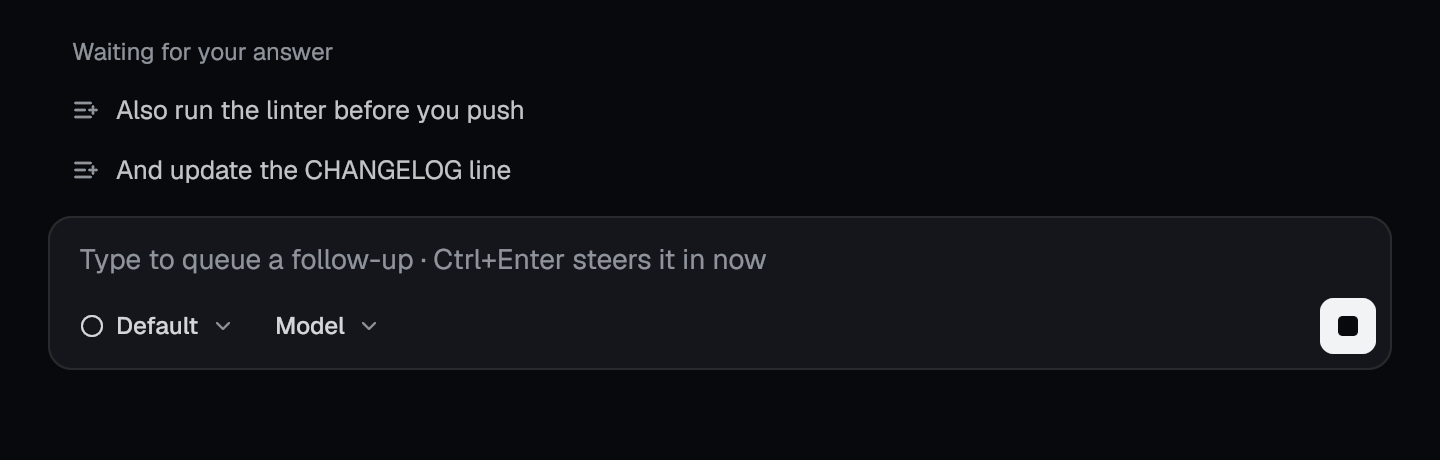 Waiting for your answer
Also run the linter before you push
And update the CHANGELOG line
Type to queue a follow-up · Ctrl+Enter steers it in now
Default Model